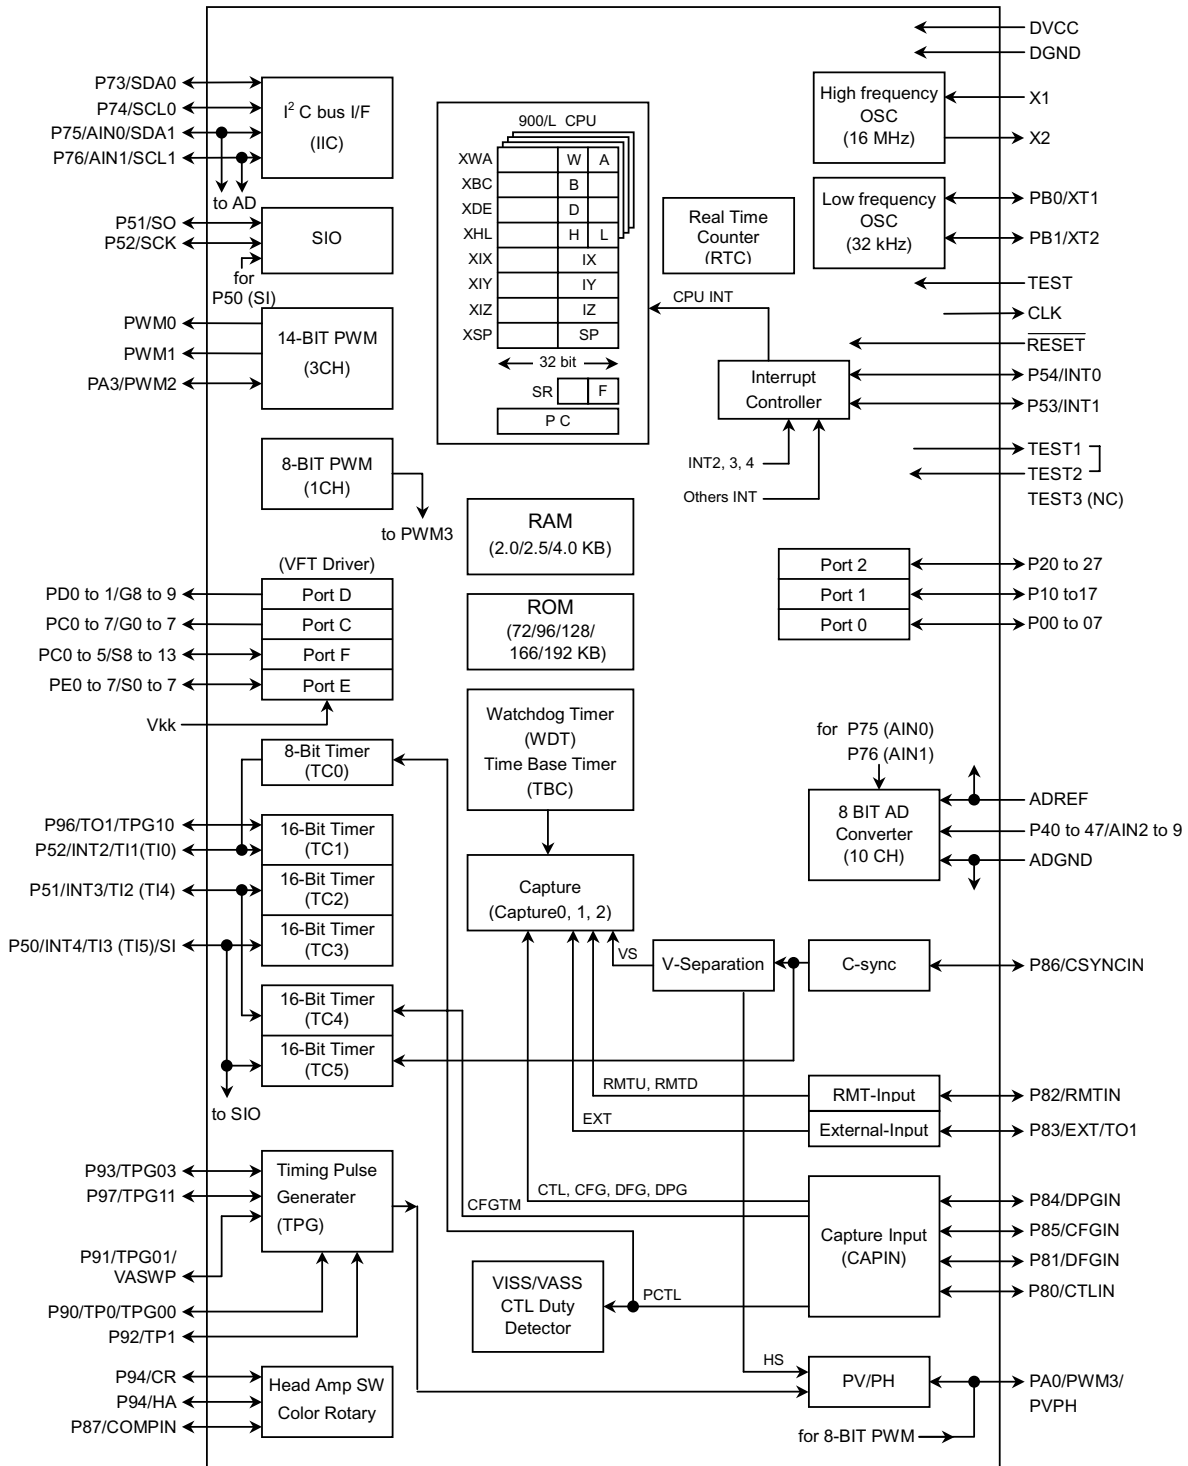 DVCC
DGND
P73/SDA0
P74/SCL0
P75/AIN0/SDA1
P76/AIN1/SCL1
I² C bus I/F
(IIC)
to AD
P51/SO
P52/SCK
SIO
for
P50 (SI)
PWM0
PWM1
PA3/PWM2
14-BIT PWM
(3CH)
8-BIT PWM
(1CH)
to PWM3
900/L CPU
XWA
W
A
XBC
B
XDE
D
XHL
H
L
XIX
IX
XIY
IY
XIZ
IZ
XSP
SP
32 bit
SR
F
P C
Real Time
Counter
(RTC)
High frequency
OSC
(16 MHz)
X1
X2
Low frequency
OSC
(32 kHz)
PB0/XT1
PB1/XT2
TEST
CLK
RESET
CPU INT
Interrupt
Controller
P54/INT0
P53/INT1
INT2, 3, 4
Others INT
TEST1
TEST2
TEST3 (NC)
RAM
(2.0/2.5/4.0 KB)
ROM
(72/96/128/
166/192 KB)
(VFT Driver)
PD0 to 1/G8 to 9
Port D
PC0 to 7/G0 to 7
Port C
PC0 to 5/S8 to 13
Port F
PE0 to 7/S0 to 7
Port E
Vkk
Port 2
P20 to 27
Port 1
P10 to17
Port 0
P00 to 07
Watchdog Timer
(WDT)
Time Base Timer
(TBC)
8-Bit Timer
(TC0)
P96/TO1/TPG10
P52/INT2/TI1(TI0)
16-Bit Timer
(TC1)
P51/INT3/TI2 (TI4)
16-Bit Timer
(TC2)
P50/INT4/TI3 (TI5)/SI
16-Bit Timer
(TC3)
16-Bit Timer
(TC4)
16-Bit Timer
(TC5)
to SIO
for P75 (AIN0)
P76 (AIN1)
8 BIT AD
Converter
(10 CH)
ADREF
P40 to 47/AIN2 to 9
ADGND
Capture
(Capture0, 1, 2)
VS
V-Separation
C-sync
P86/CSYNCIN
RMTU, RMTD
RMT-Input
P82/RMTIN
EXT
External-Input
P83/EXT/TO1
P93/TPG03
P97/TPG11
P91/TPG01/
VASWP
P90/TP0/TPG00
P92/TP1
Timing Pulse
Generater
(TPG)
CTL, CFG, DFG, DPG
CFGTM
Capture Input
(CAPIN)
P84/DPGIN
P85/CFGIN
P81/DFGIN
P80/CTLIN
VISS/VASS
CTL Duty
Detector
PCTL
P94/CR
P94/HA
P87/COMPIN
Head Amp SW
Color Rotary
HS
PV/PH
PA0/PWM3/
PVPH
for 8-BIT PWM